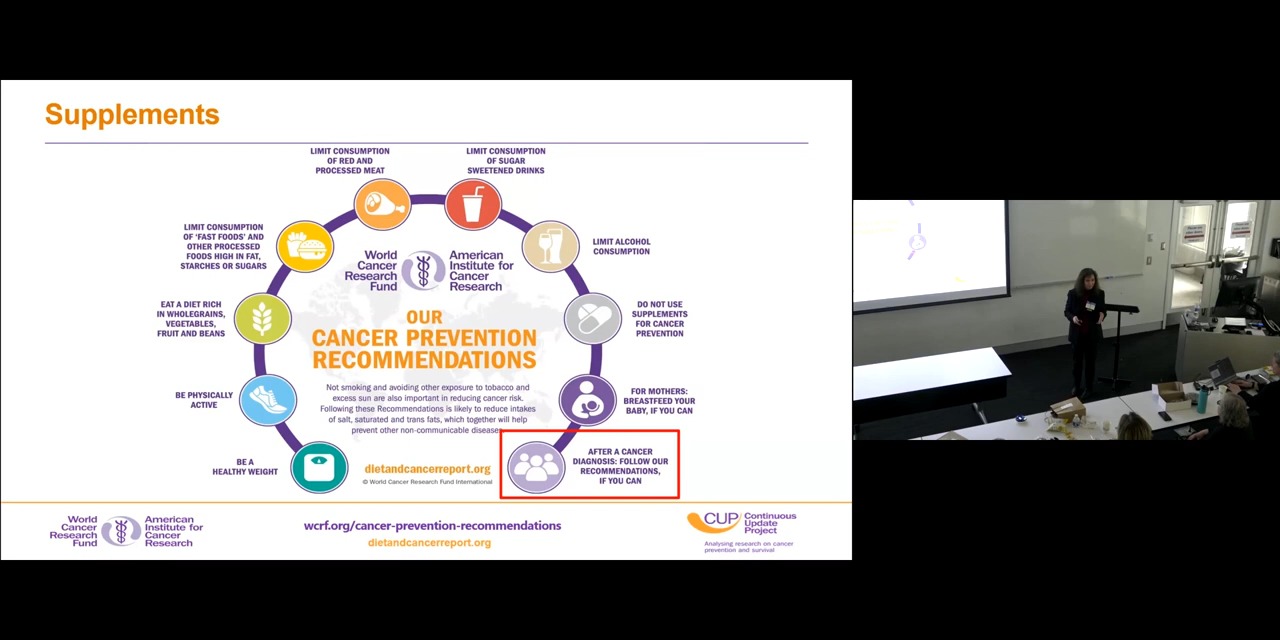 Supplements
LIMIT CONSUMPTION
OF RED AND
PROCESSED MEAT
LIMIT CONSUMPTION
OF SUGAR
SWEETENED DRINKS
LIMIT CONSUMPTION
OF 'FAST FOODS' AND
OTHER PROCESSED
FOODS HIGH IN FAT,
STARCHES OR SUGARS
LIMIT ALCOHOL
CONSUMPTION
World
Cancer
Research
Fund
American
Institute for
Cancer
Research
EAT A DIET RICH
IN WHOLEGRAINS,
VEGETABLES,
FRUIT AND BEANS
DO NOT USE
SUPPLEMENTS
FOR CANCER
PREVENTION
OUR
CANCER PREVENTION
RECOMMENDATIONS
Not smoking and avoiding other exposure to tobacco and
excess sun are also important in reducing cancer risk.
Following these Recommendations is likely to reduce intakes
of salt, saturated and trans fats, which together will help
prevent other non-communicable diseases.
BE PHYSICALLY
ACTIVE
FOR MOTHERS:
BREASTFEED YOUR
BABY, IF YOU CAN
BE A
HEALTHY WEIGHT
dietandcancerreport.org
© World Cancer Research Fund International
AFTER A CANCER
DIAGNOSIS: FOLLOW OUR
RECOMMENDATIONS,
IF YOU CAN
World
Cancer
Research
Fund
American
Institute for
Cancer
Research
wcrf.org/cancer-prevention-recommendations
dietandcancerreport.org
CUP
Continuous
Update
Project
Analysing research on cancer
prevention and survival